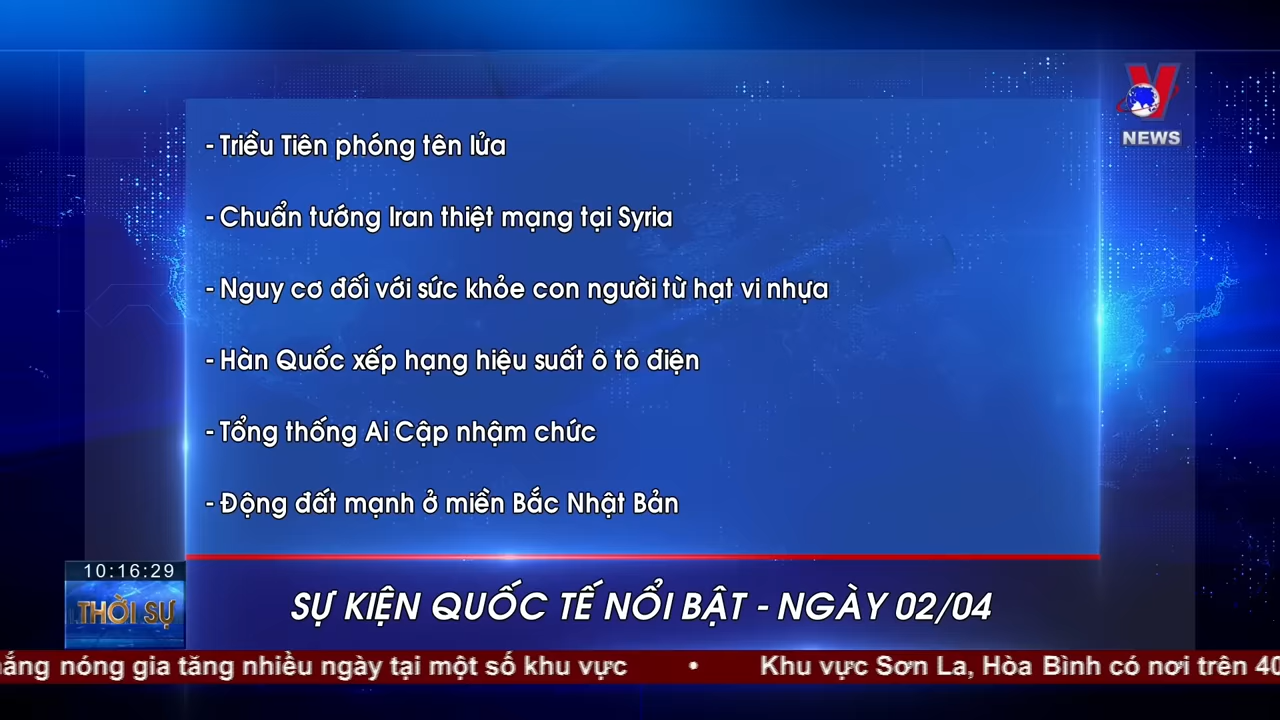 NEWS
- Triều Tiên phóng tên lửa
- Chuẩn tướng Iran thiệt mạng tại Syria
- Nguy cơ đối với sức khỏe con người từ hạt vi nhựa
- Hàn Quốc xếp hạng hiệu suất ô tô điện
- Tổng thống Ai Cập nhậm chức
- Động đất mạnh ở miền Bắc Nhật Bản
10:16:29
THỜI SỰ
SỰ KIỆN QUỐC TẾ NỔI BẬT - NGÀY 02/04
nóng gia tăng nhiều ngày tại một số khu vực • Khu vực Sơn La, Hòa Bình có nơi trên 40